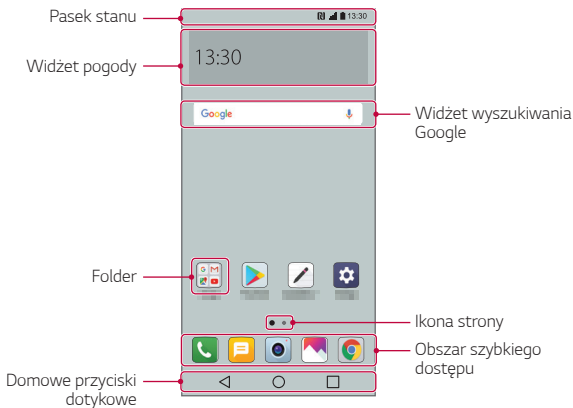 Pasek stanu
13:30
Widżet pogody
13:30
Google
Widżet wyszukiwania
Google
Folder
Ikona strony
Obszar szybkiego
dostępu
Domowe przyciski
dotykowe